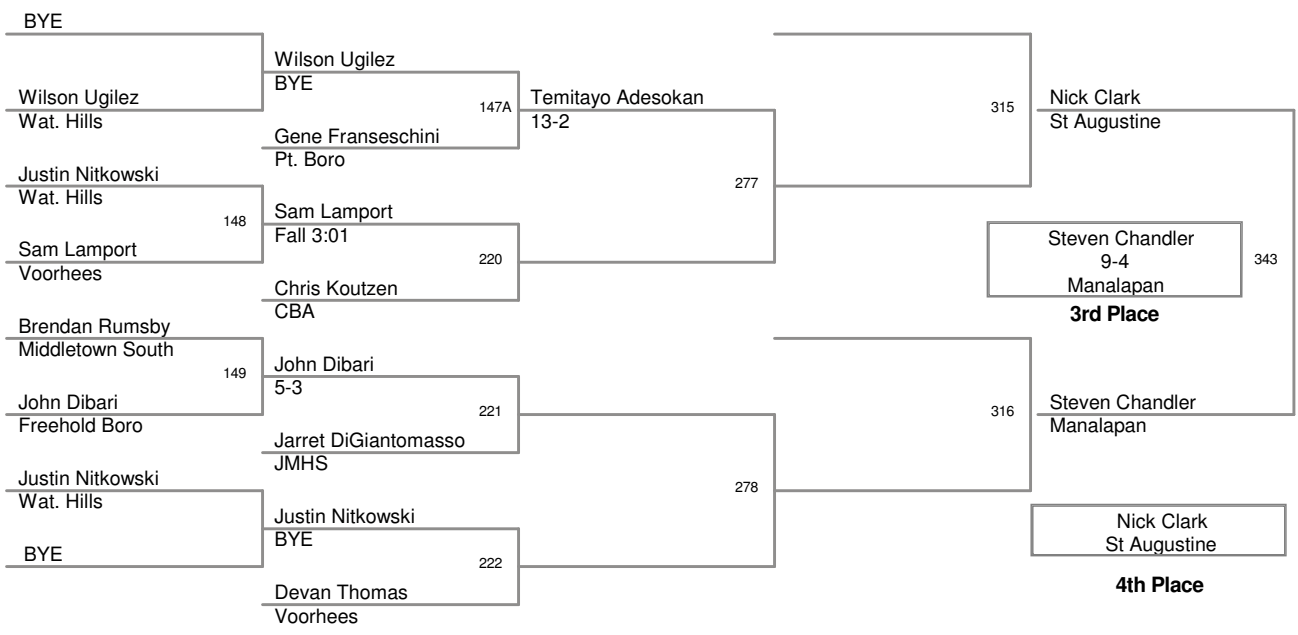 BYE
Wilson Ugilez
Wat. Hills
Justin Nitkowski
Wat. Hills
148
Sam Lamport
Voorhees
Brendan Rumsby
Middletown South
149
John Dibari
Freehold Boro
Justin Nitkowski
Wat. Hills
BYE
Wilson Ugilez
BYE
147A
Gene Franseschini
Pt. Boro
Sam Lamport
Fall 3:01
220
Chris Koutzen
CBA
John Dibari
5-3
221
Jarret DiGiantomasso
JMHS
Justin Nitkowski
BYE
222
Devan Thomas
Voorhees
Temitayo Adesokan
13-2
277
278
315
316
Nick Clark
St Augustine
Steven Chandler
9-4
Manalapan
343
3rd Place
Steven Chandler
Manalapan
Nick Clark
St Augustine
4th Place